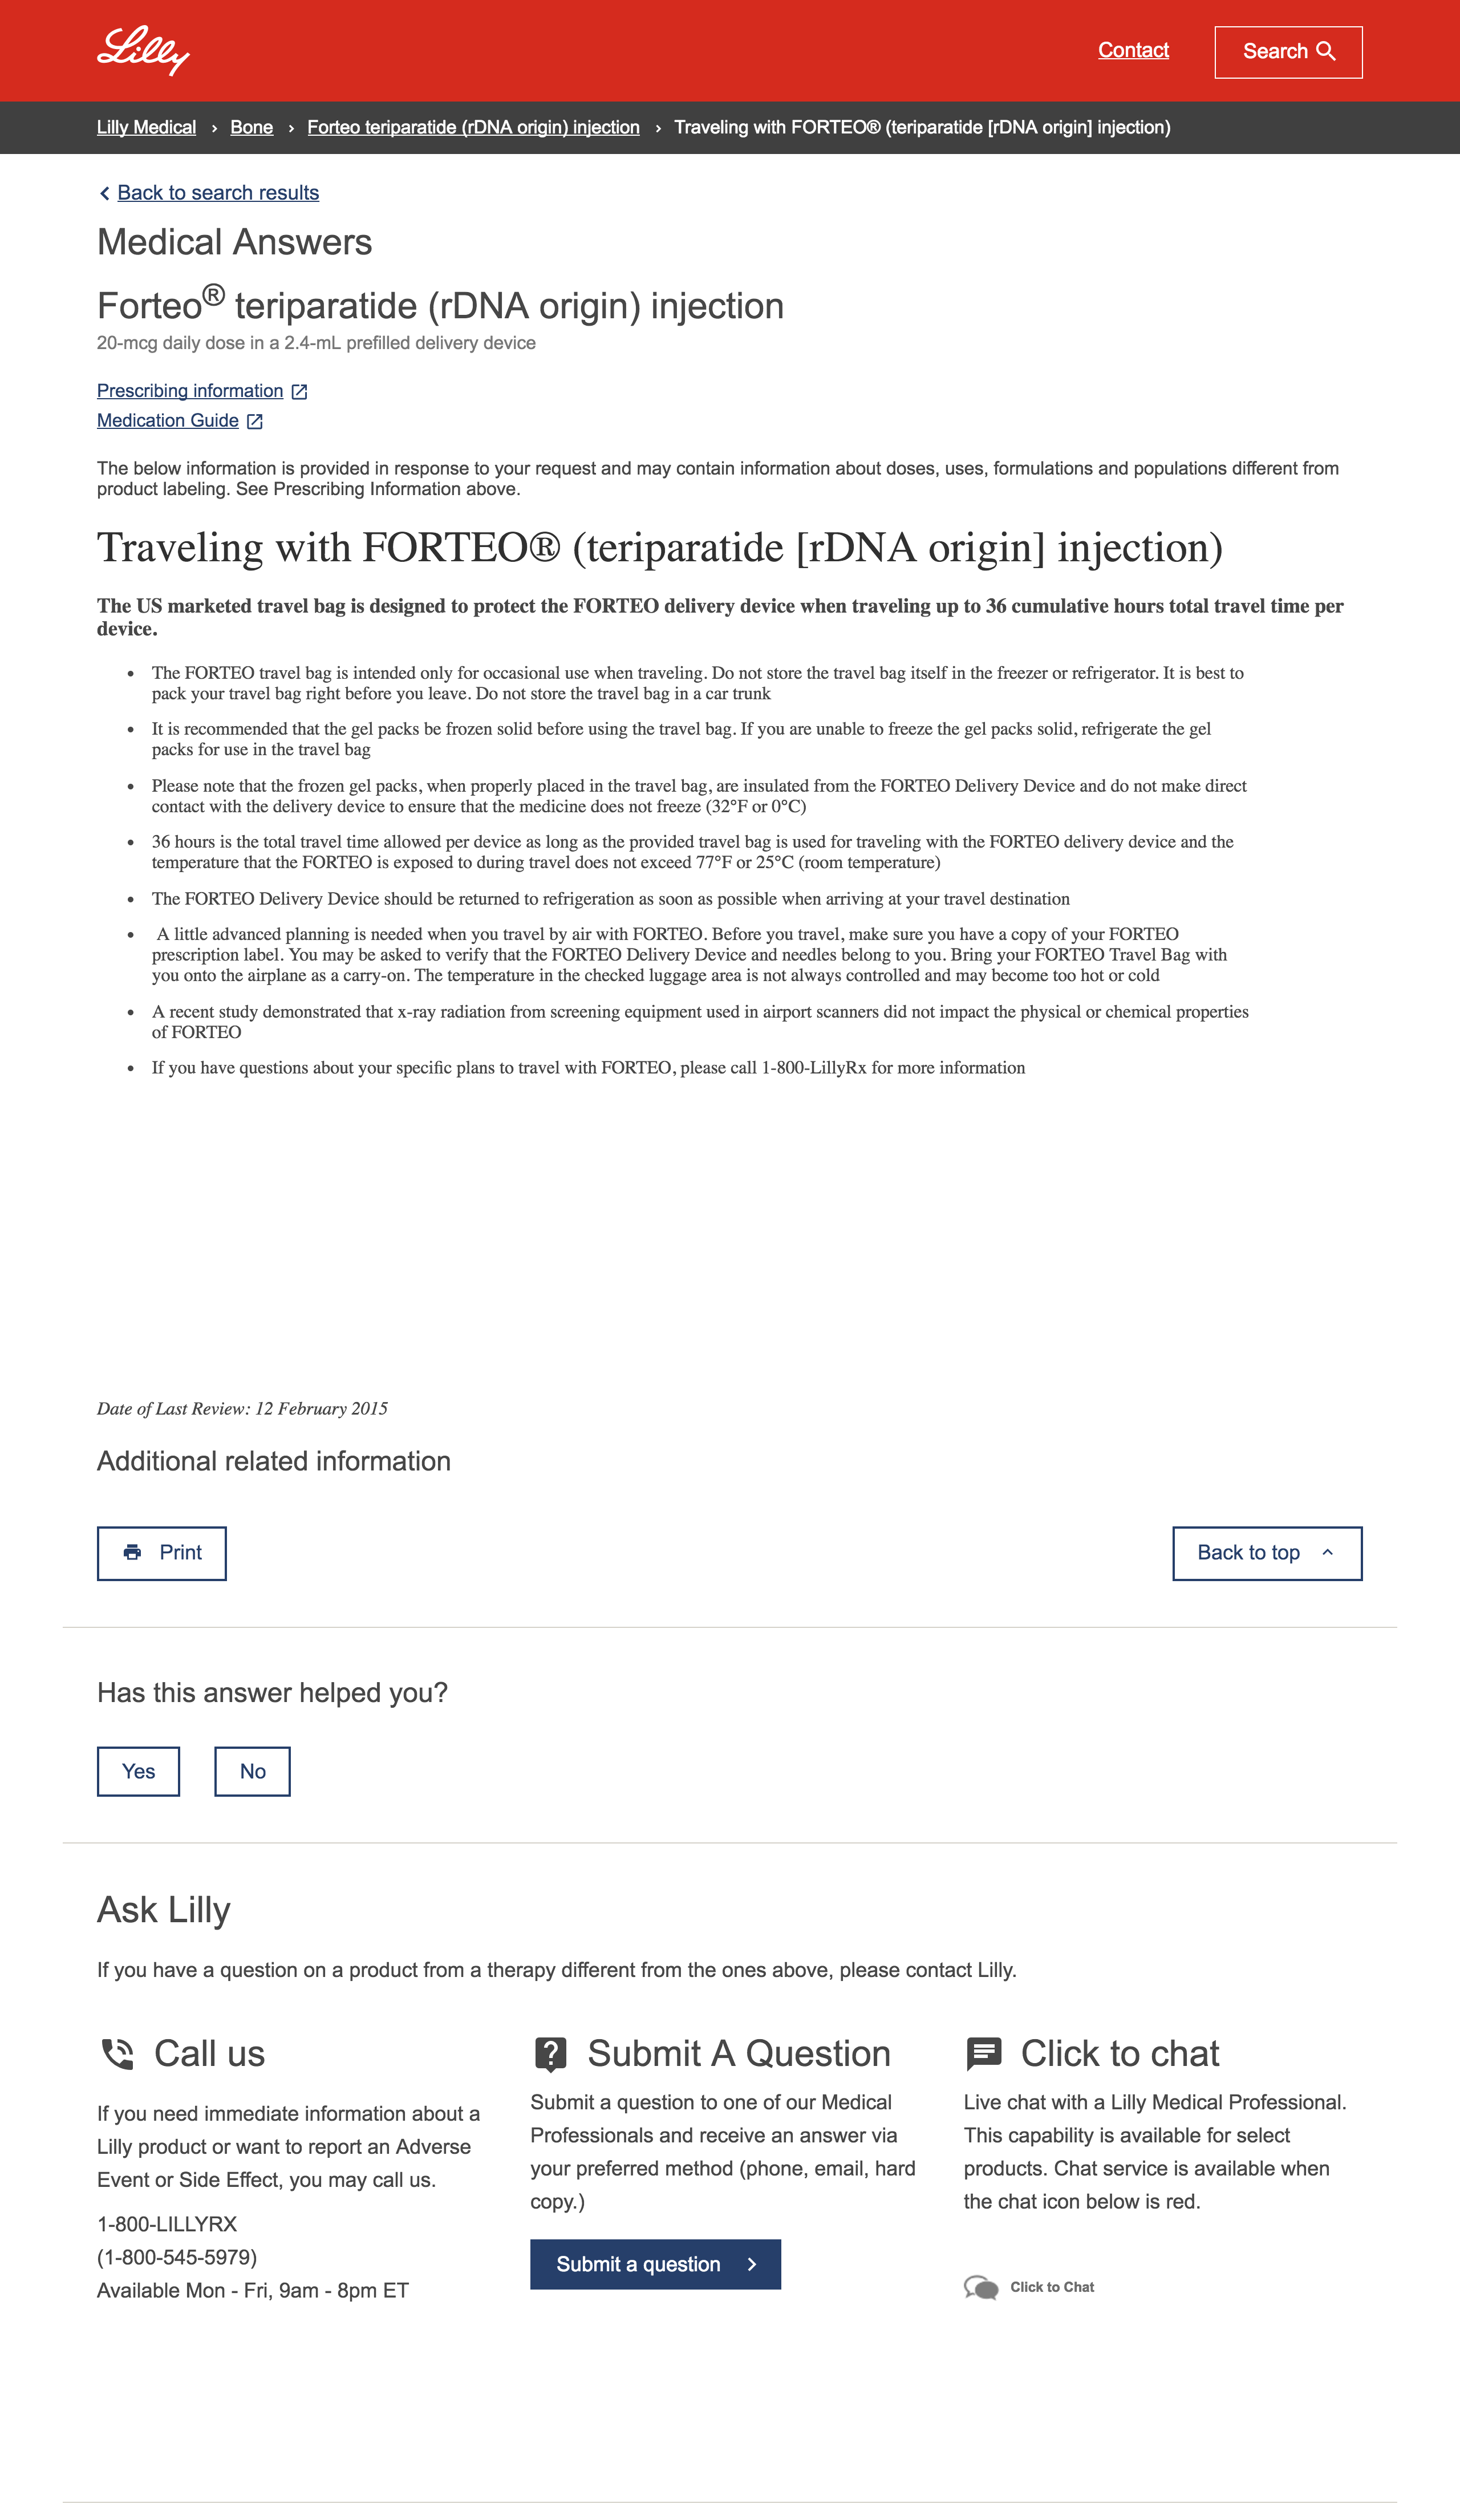 Lilly
Contact
Search
Lilly Medical › Bone › Forteo teriparatide (rDNA origin) injection › Traveling with FORTEO® (teriparatide [rDNA origin] injection)
Back to search results
Medical Answers
Forteo® teriparatide (rDNA origin) injection
20-mcg daily dose in a 2.4-mL prefilled delivery device
Prescribing information
Medication Guide
The below information is provided in response to your request and may contain information about doses, uses, formulations and populations different from
product labeling. See Prescribing Information above.
Traveling with FORTEO® (teriparatide [rDNA origin] injection)
The US marketed travel bag is designed to protect the FORTEO delivery device when traveling up to 36 cumulative hours total travel time per
device.
• The FORTEO travel bag is intended only for occasional use when traveling. Do not store the travel bag itself in the freezer or refrigerator. It is best to
pack your travel bag right before you leave. Do not store the travel bag in a car trunk
• It is recommended that the gel packs be frozen solid before using the travel bag. If you are unable to freeze the gel packs solid, refrigerate the gel
packs for use in the travel bag
• Please note that the frozen gel packs, when properly placed in the travel bag, are insulated from the FORTEO Delivery Device and do not make direct
contact with the delivery device to ensure that the medicine does not freeze (32°F or 0°C)
• 36 hours is the total travel time allowed per device as long as the provided travel bag is used for traveling with the FORTEO delivery device and the
temperature that the FORTEO is exposed to during travel does not exceed 77°F or 25°C (room temperature)
• The FORTEO Delivery Device should be returned to refrigeration as soon as possible when arriving at your travel destination
• A little advanced planning is needed when you travel by air with FORTEO. Before you travel, make sure you have a copy of your FORTEO
prescription label. You may be asked to verify that the FORTEO Delivery Device and needles belong to you. Bring your FORTEO Travel Bag with
you onto the airplane as a carry-on. The temperature in the checked luggage area is not always controlled and may become too hot or cold
• A recent study demonstrated that x-ray radiation from screening equipment used in airport scanners did not impact the physical or chemical properties
of FORTEO
• If you have questions about your specific plans to travel with FORTEO, please call 1-800-LillyRx for more information
Date of Last Review: 12 February 2015
Additional related information
Print
Back to top
Has this answer helped you?
Yes
No
Ask Lilly
If you have a question on a product from a therapy different from the ones above, please contact Lilly.
Call us
If you need immediate information about a
Lilly product or want to report an Adverse
Event or Side Effect, you may call us.
1-800-LILLYRX
(1-800-545-5979)
Available Mon - Fri, 9am - 8pm ET
Submit A Question
Submit a question to one of our Medical
Professionals and receive an answer via
your preferred method (phone, email, hard
copy.)
Submit a question
Click to chat
Live chat with a Lilly Medical Professional.
This capability is available for select
products. Chat service is available when
the chat icon below is red.
Click to Chat